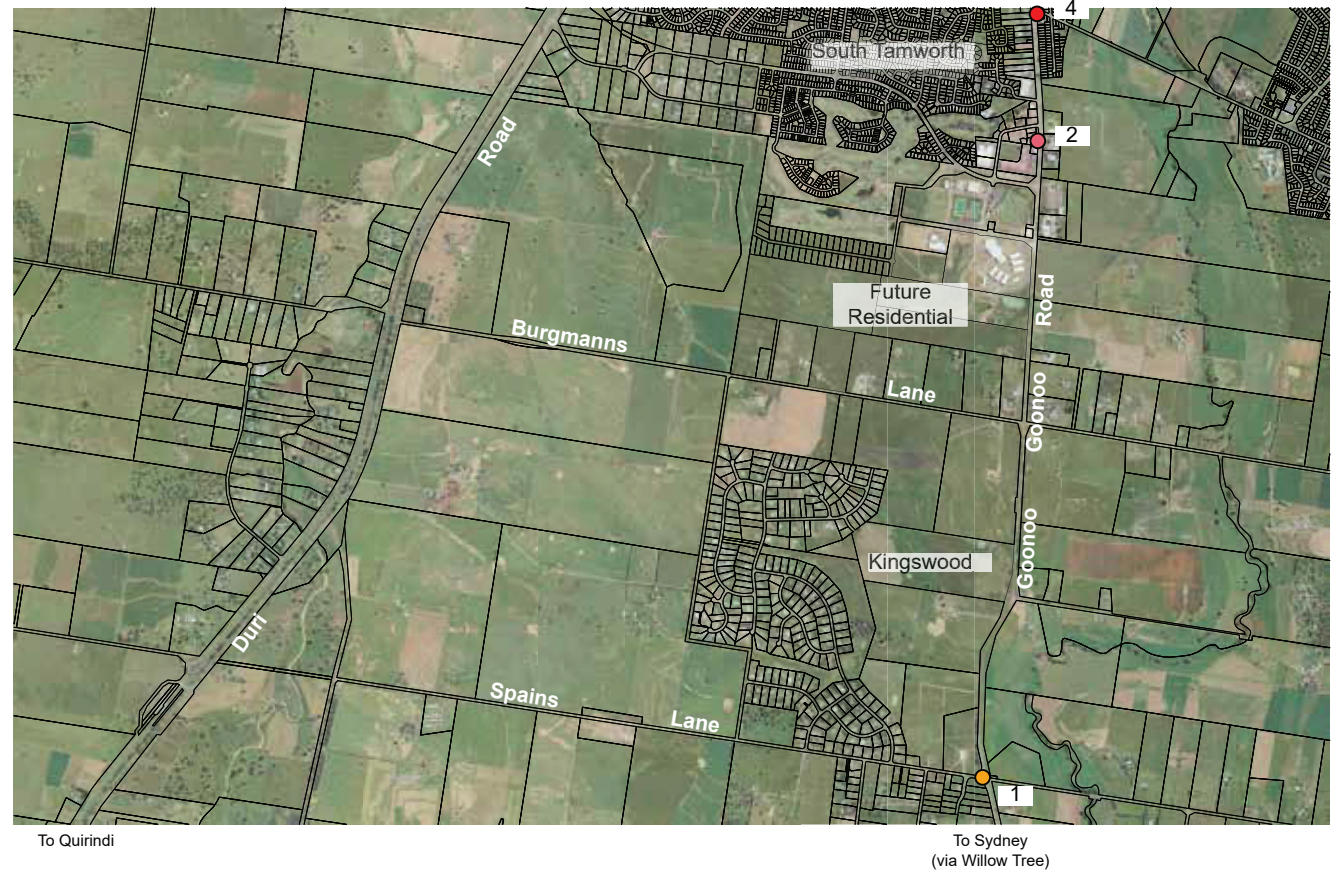 4
South Tamworth
2
Road
Future
Residential
Road
Burgmanns
Lane
Goonoo
Goonoo
Kingswood
Duri
Spains
Lane
1
To Quirindi
To Sydney
(via Willow Tree)